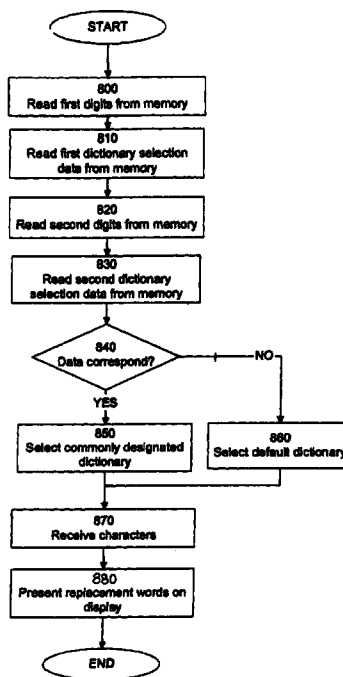 START
800
Read first digits from memory
810
Read first dictionary selection
data from memory
820
Read second digits from memory
830
Read second dictionary
selection data from memory
840
Data correspond?
NO
YES
850
Select commonly designated
dictionary
860
Select default dictionary
870
Receive characters
880
Present replacement words on
display
END